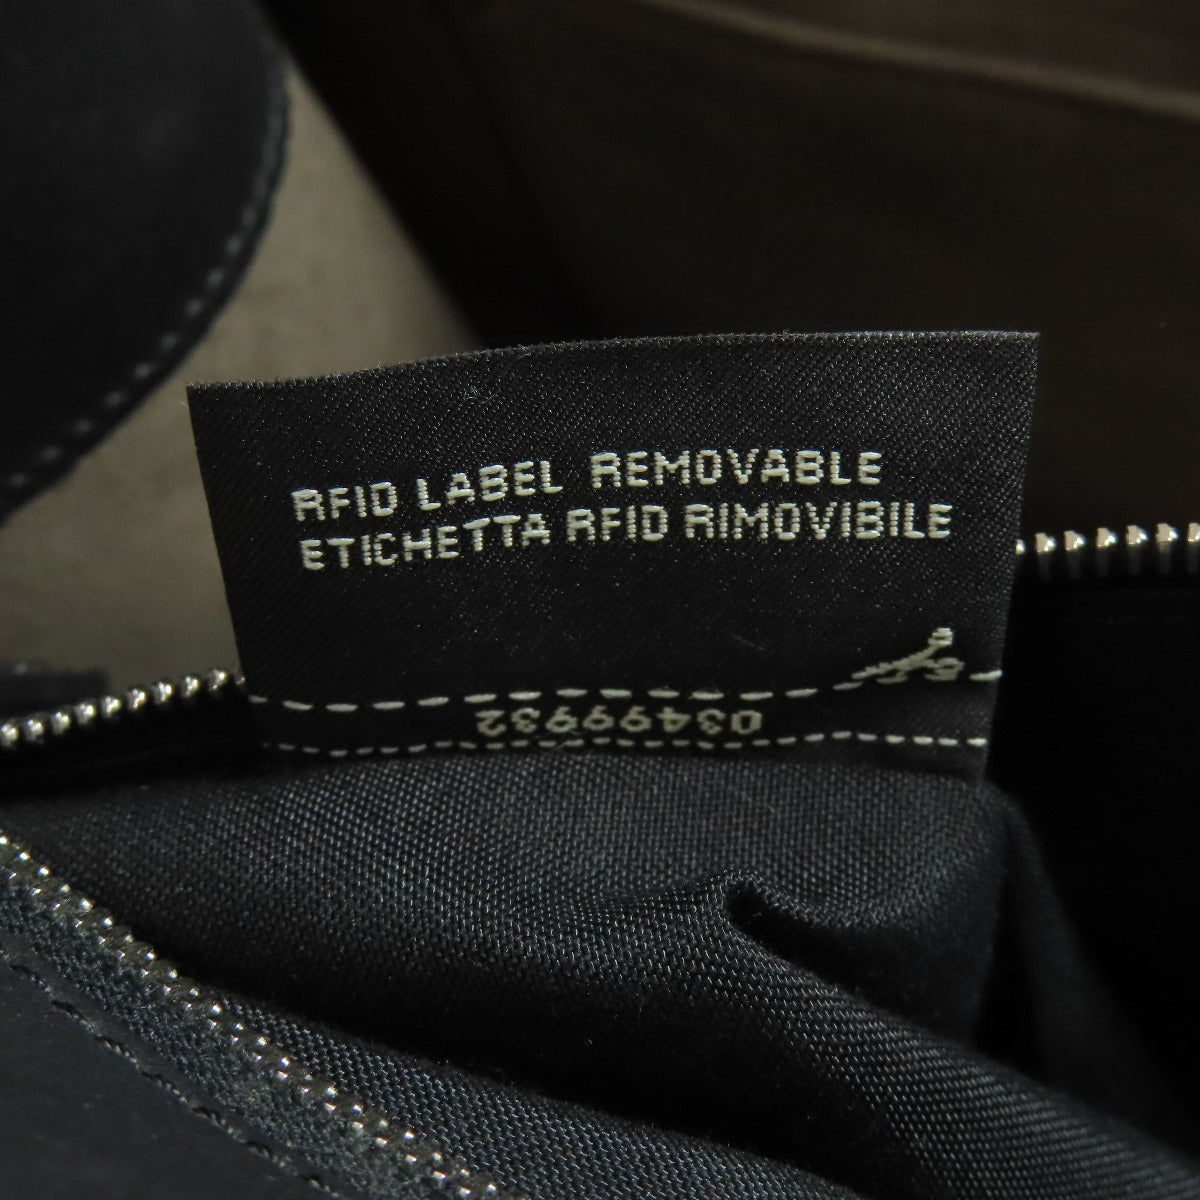 RFID LABEL REMOVABLE
ETICHETTA RFID RIMOVIBILE
03499932